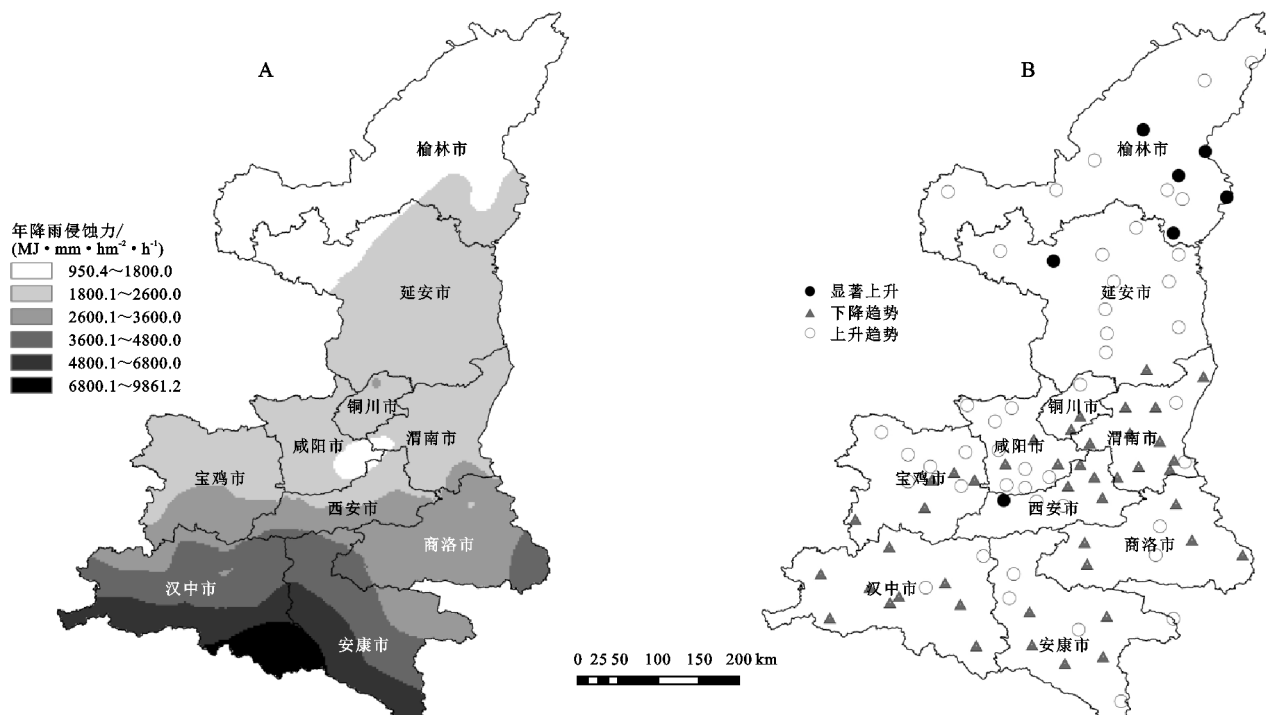 A
榆林市
年降雨侵蚀力/
(MJ·mm·hm⁻²·h⁻¹)
950.4~1800.0
1800.1~2600.0
2600.1~3600.0
3600.1~4800.0
4800.1~6800.0
6800.1~9861.2
延安市
铜川市
咸阳市
渭南市
宝鸡市
西安市
商洛市
汉中市
安康市
0 25 50 100 150 200 km
B
榆林市
显著上升
下降趋势
上升趋势
延安市
铜川市
咸阳市
渭南市
宝鸡市
西安市
商洛市
汉中市
安康市